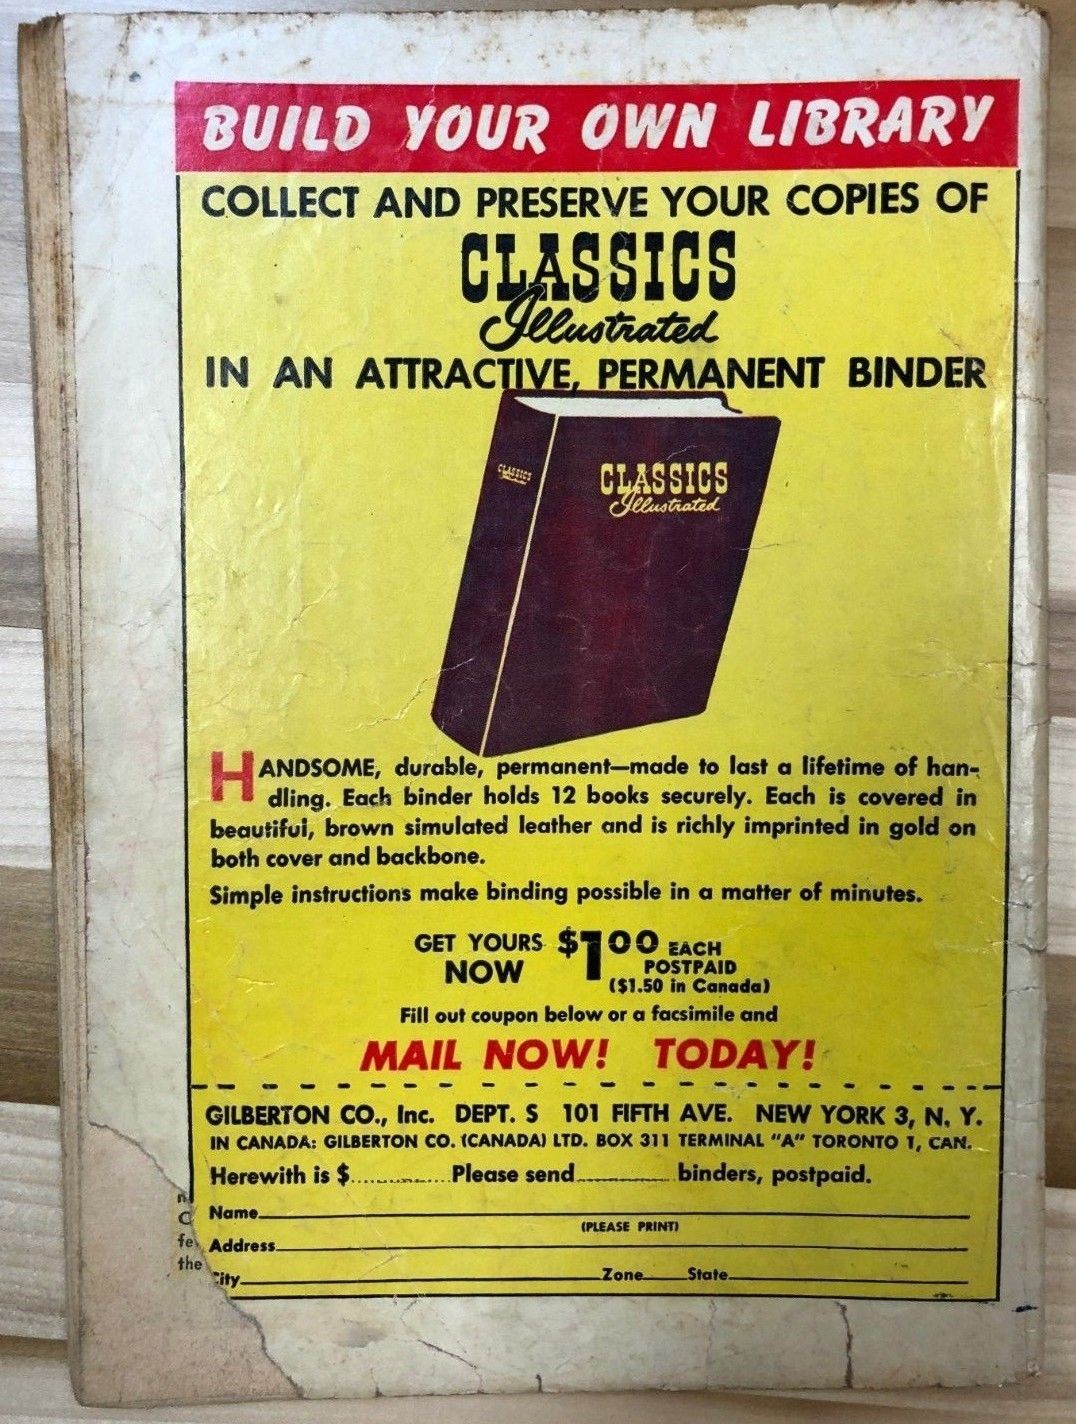 BUILD YOUR OWN LIBRARY
COLLECT AND PRESERVE YOUR COPIES OF
CLASSICS
Illustrated
IN AN ATTRACTIVE, PERMANENT BINDER
CLASSICS
Illustrated
CLASSICS
Illustrated
HANDSOME, durable, permanent—made to last a lifetime of han-
dling. Each binder holds 12 books securely. Each is covered in
beautiful, brown simulated leather and is richly imprinted in gold on
both cover and backbone.
Simple instructions make binding possible in a matter of minutes.
GET YOURS NOW $1.00 EACH
POSTPAID
($1.50 in Canada)
Fill out coupon below or a facsimile and
MAIL NOW! TODAY!
GILBERTON CO., Inc. DEPT. S 101 FIFTH AVE. NEW YORK 3, N. Y.
IN CANADA: GILBERTON CO. (CANADA) LTD. BOX 311 TERMINAL "A" TORONTO 1, CAN.
Herewith is $ Please send binders, postpaid.
Name
(PLEASE PRINT)
Address
City Zone State
the